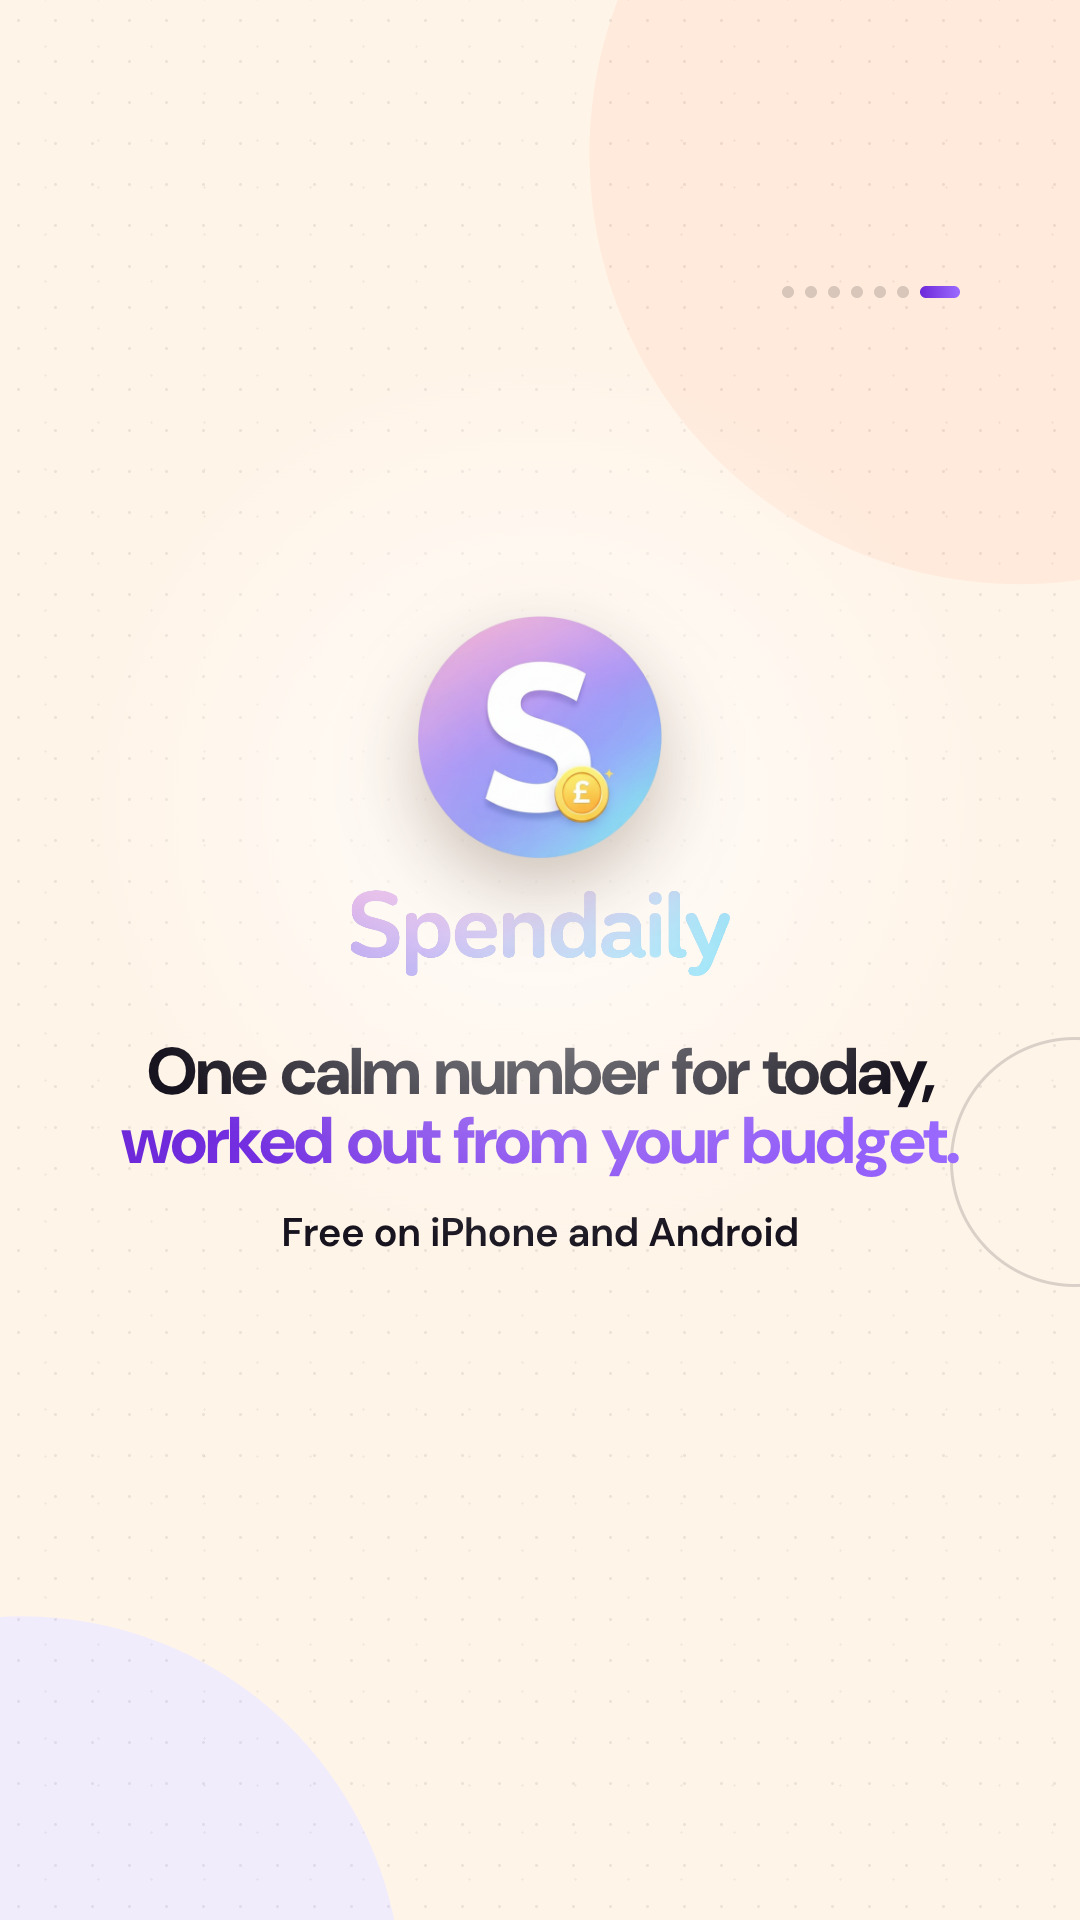 S
£
Spendaily
One calm number for today,
worked out from your budget.
Free on iPhone and Android